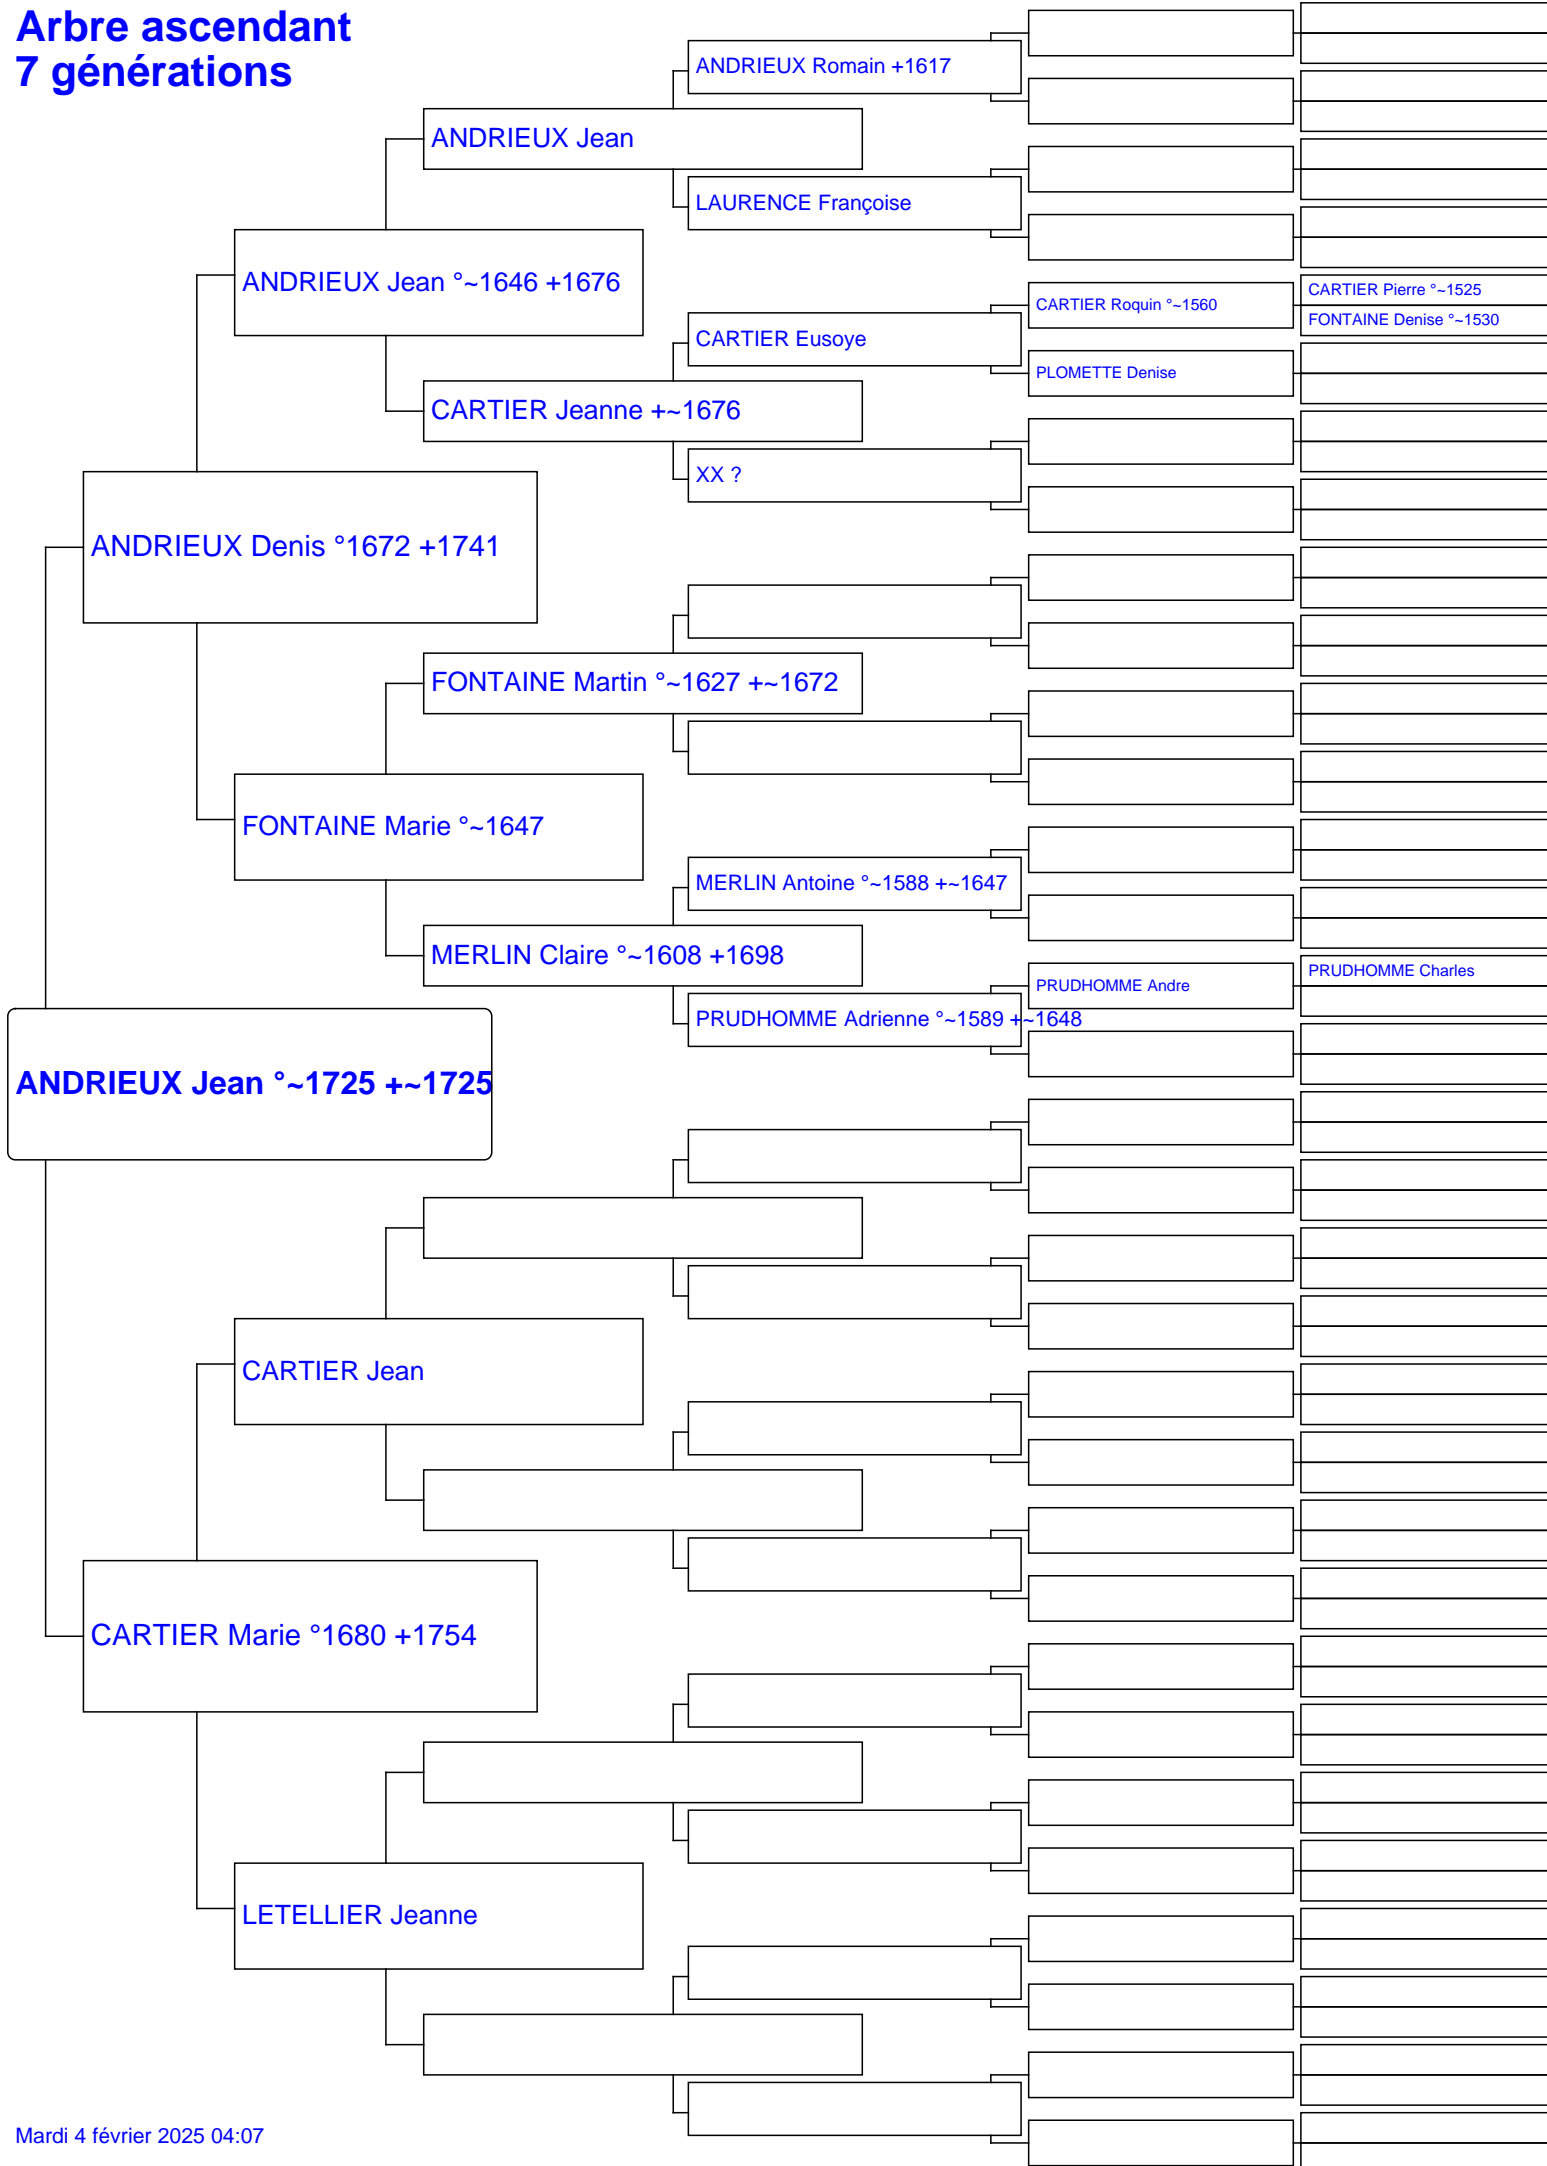 Arbre ascendant
7 générations
ANDRIEUX Romain +1617
ANDRIEUX Jean
LAURENCE Françoise
ANDRIEUX Jean °~1646 +1676
CARTIER Pierre °~1525
CARTIER Roquin °~1560
FONTAINE Denise °~1530
CARTIER Eusoye
PLOMETTE Denise
CARTIER Jeanne +~1676
XX ?
ANDRIEUX Denis °1672 +1741
FONTAINE Martin °~1627 +~1672
FONTAINE Marie °~1647
MERLIN Antoine °~1588 +~1647
MERLIN Claire °~1608 +1698
PRUDHOMME Charles
PRUDHOMME Andre
PRUDHOMME Adrienne °~1589 +~1648
ANDRIEUX Jean °~1725 +~1725
CARTIER Jean
CARTIER Marie °1680 +1754
LETELLIER Jeanne
Mardi 4 février 2025 04:07